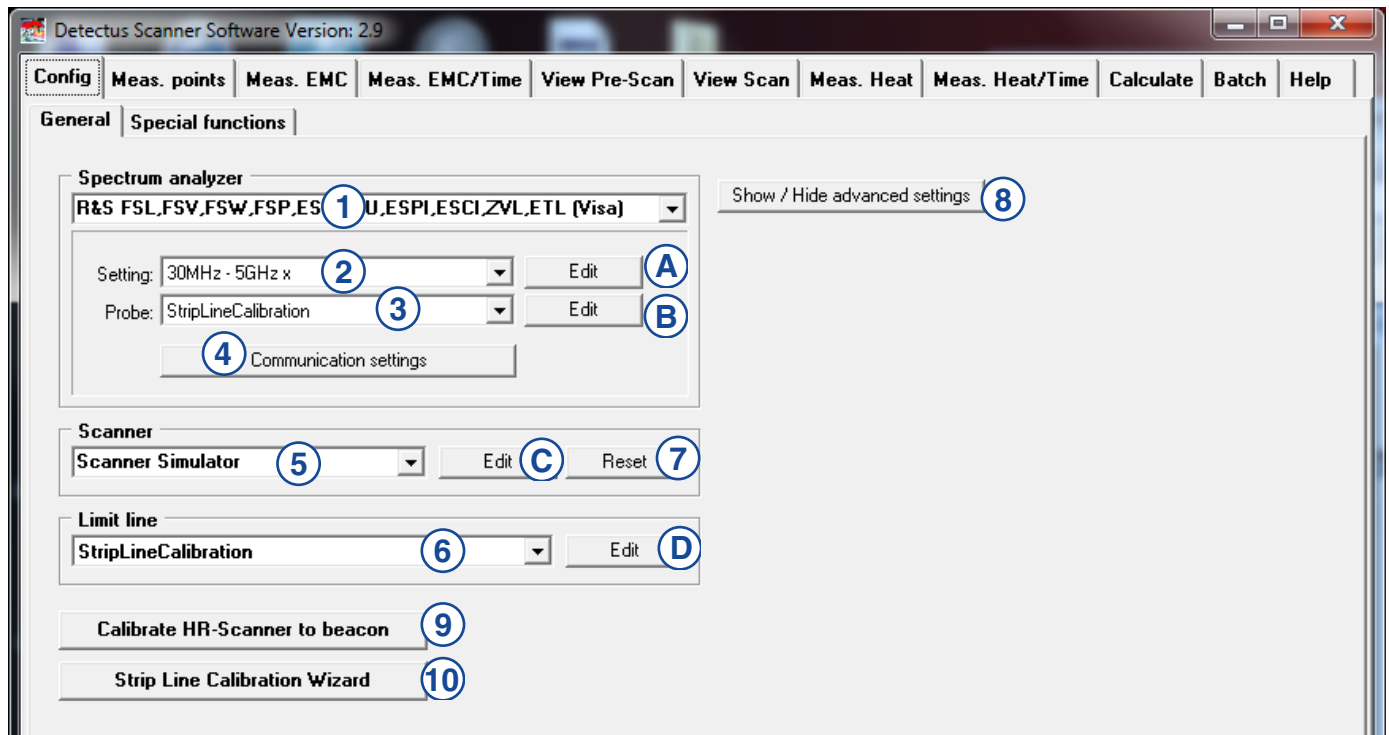 Detectus Scanner Software Version: 2.9
Config Meas. points Meas. EMC Meas. EMC/Time View Pre-Scan View Scan Meas. Heat Meas. Heat/Time Calculate Batch Help
General Special functions
Spectrum analyzer
R&S FSL,FSV,FSW,FSP,ES 1 U,ESPI,ESCI,ZVL,ETL (Visa)
Show / Hide advanced settings 8
Setting: 30MHz - 5GHz x 2 Edit A
Probe: StripLineCalibration 3 Edit B
4 Communication settings
Scanner
Scanner Simulator 5 Edit C Reset 7
Limit line
StripLineCalibration 6 Edit D
Calibrate HR-Scanner to beacon 9
Strip Line Calibration Wizard 10